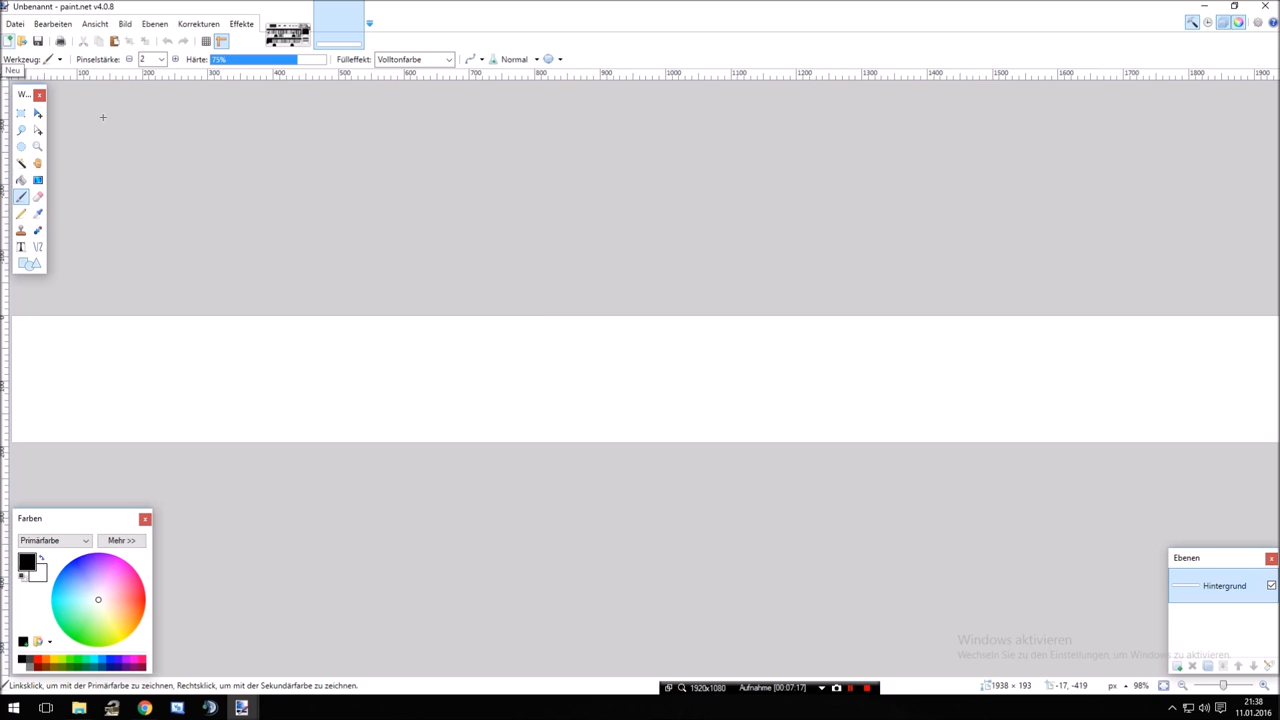 Unbenannt - paint.net v4.0.8
Datei Bearbeiten Ansicht Bild Ebenen Korrekturen Effekte
Werkzeug: Pinselstärke: 2 Härte: 75% Fülleffekt: Volltonfarbe Normal
Neu
100 200 300 400 500 600 700 800 900 1000 1100 1200 1300 1400 1500 1600 1700 1800 1900
W...
Farben
Primärfarbe Mehr >>
Ebenen
Hintergrund
Windows aktivieren
Wechseln Sie zu den Einstellungen, um Windows zu aktivieren.
Linksklick, um mit der Primärfarbe zu zeichnen, Rechtsklick, um mit der Sekundärfarbe zu zeichnen.
1920x1080 Aufnahme [00:07:17]
1938 × 193 -17, -419 px 98%
21:38
11.01.2016